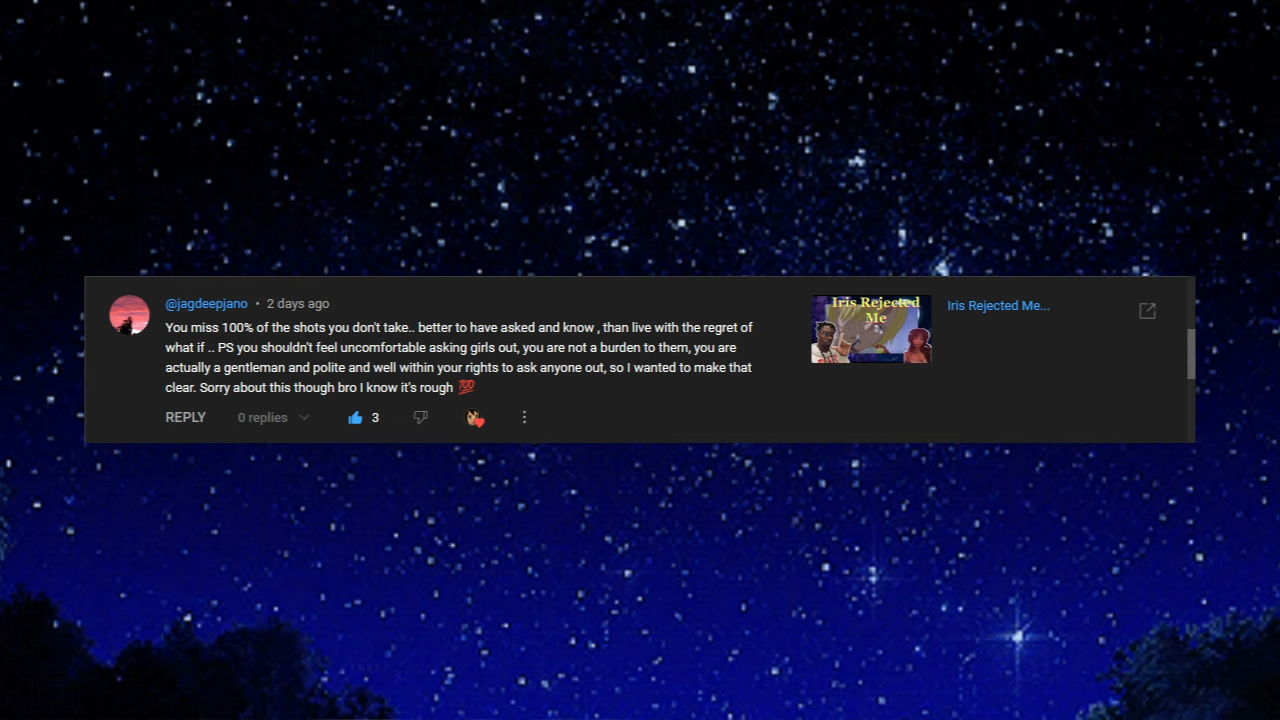 @jagdeepjano • 2 days ago
You miss 100% of the shots you don't take.. better to have asked and know , than live with the regret of
what if .. PS you shouldn't feel uncomfortable asking girls out, you are not a burden to them, you are
actually a gentleman and polite and well within your rights to ask anyone out, so I wanted to make that
clear. Sorry about this though bro I know it's rough 💯
REPLY 0 replies 3
Iris Rejected
Me
Iris Rejected Me...